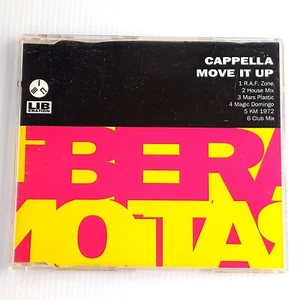 CAPPELLA
MOVE IT UP
1 R.A.F. Zone
2 House Mix
3 Mars Plastic
4 Magic Domingo
5 KM 1972
6 Club Mix
LIB
BERA